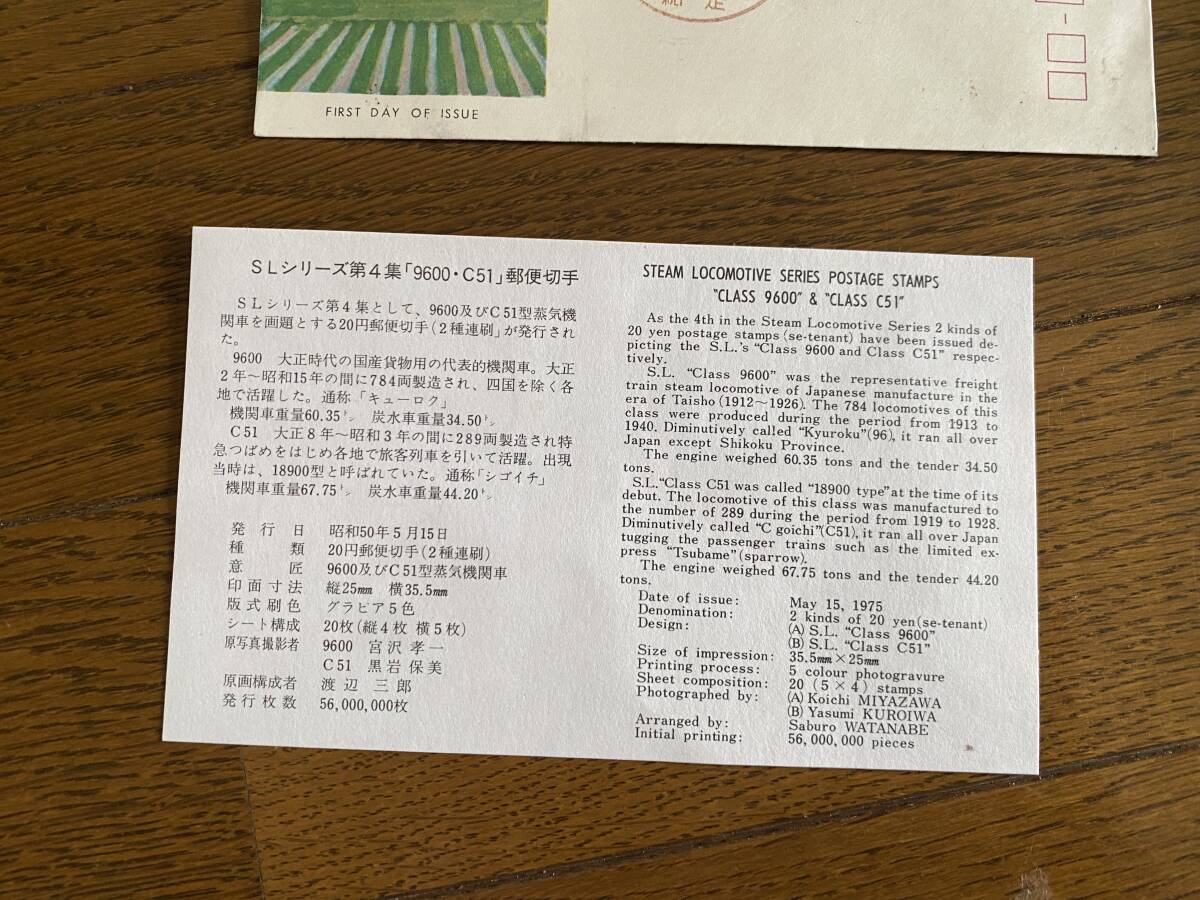 FIRST DAY OF ISSUE
SLシリーズ第4集「9600・C51」郵便切手
SLシリーズ第4集として、9600及びC51型蒸気機
関車を画題とする20円郵便切手(2種連刷)が発行され
た。
9600 大正時代の国産貨物用の代表的機関車。大正
2年〜昭和15年の間に784両製造され、四国を除く各
地で活躍した。通称「キューロク」
機関車重量60.35㌧ 炭水車重量34.50㌧
C51 大正8年〜昭和3年の間に289両製造され特
急つばめをはじめ各地で旅客列車を引いて活躍。出現
当時は、18900型と呼ばれていた。通称「シゴイチ」
機関車重量67.75㌧ 炭水車重量44.20㌧
発行日 昭和50年5月15日
種類 20円郵便切手(2種連刷)
意匠 9600及びC51型蒸気機関車
印面寸法 縦25㎜ 横35.5㎜
版式刷色 グラビア5色
シート構成 20枚(縦4枚 横5枚)
原写真撮影者 9600 宮沢孝一
C51 黒岩保美
原画構成者 渡辺三郎
発行枚数 56,000,000枚
STEAM LOCOMOTIVE SERIES POSTAGE STAMPS
"CLASS 9600" & "CLASS C51"
As the 4th in the Steam Locomotive Series 2 kinds of
20 yen postage stamps (se-tenant) have been issued de-
picting the S.L.'s "Class 9600 and Class C51" respec-
tively.
S.L. "Class 9600" was the representative freight
train steam locomotive of Japanese manufacture in the
era of Taisho (1912〜1926). The 784 locomotives of this
class were produced during the period from 1913 to
1940. Diminutively called "Kyuroku"(96), it ran all over
Japan except Shikoku Province.
The engine weighed 60.35 tons and the tender 34.50
tons.
S.L."Class C51 was called "18900 type" at the time of its
debut. The locomotive of this class was manufactured to
the number of 289 during the period from 1919 to 1928.
Diminutively called "C goichi"(C51), it ran all over Japan
tugging the passenger trains such as the limited ex-
press "Tsubame"(sparrow).
The engine weighed 67.75 tons and the tender 44.20
tons.
Date of issue: May 15, 1975
Denomination: 2 kinds of 20 yen(se-tenant)
Design: (A) S.L. "Class 9600"
(B) S.L. "Class C51"
Size of impression: 35.5㎜×25㎜
Printing process: 5 colour photogravure
Sheet composition: 20 (5×4) stamps
Photographed by: (A) Koichi MIYAZAWA
(B) Yasumi KUROIWA
Arranged by: Saburo WATANABE
Initial printing: 56,000,000 pieces